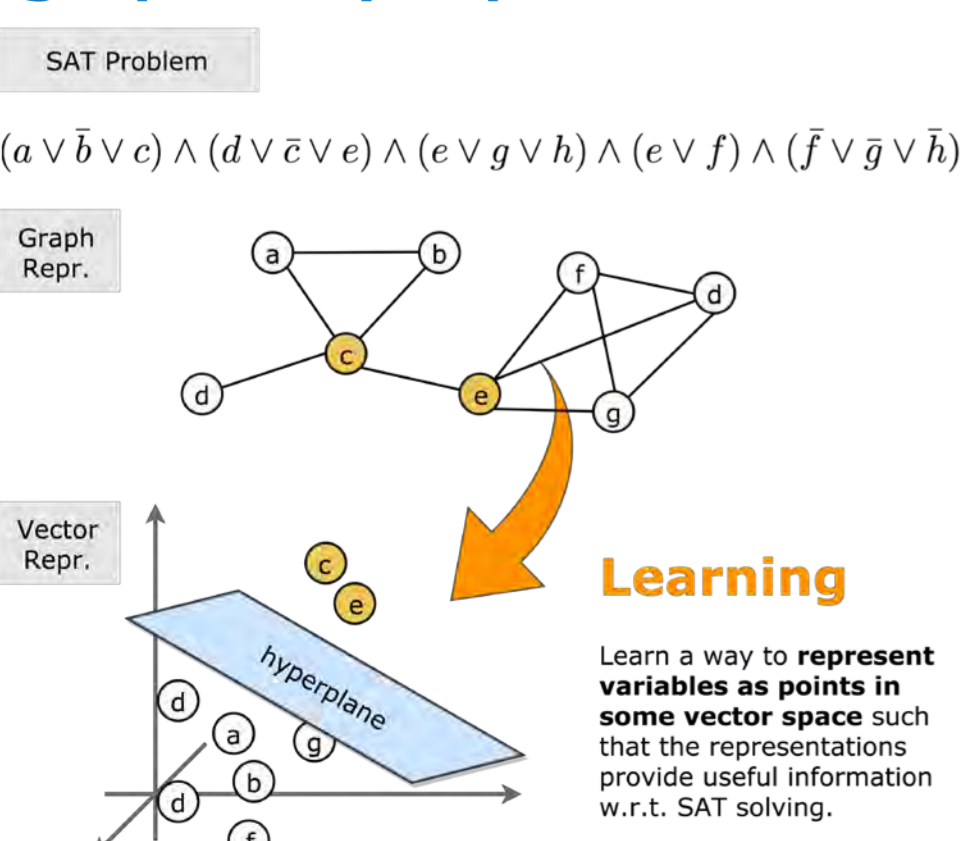 SAT Problem
(a ∨ b̄ ∨ c) ∧ (d ∨ c̄ ∨ e) ∧ (e ∨ g ∨ h) ∧ (e ∨ f) ∧ (f̄ ∨ ḡ ∨ h̄)
Graph
Repr.
a
b
f
d
c
d
e
g
Vector
Repr.
c
e
Learning
hyperplane
Learn a way to represent
variables as points in
some vector space such
that the representations
provide useful information
w.r.t. SAT solving.
d
a
g
b
d
f